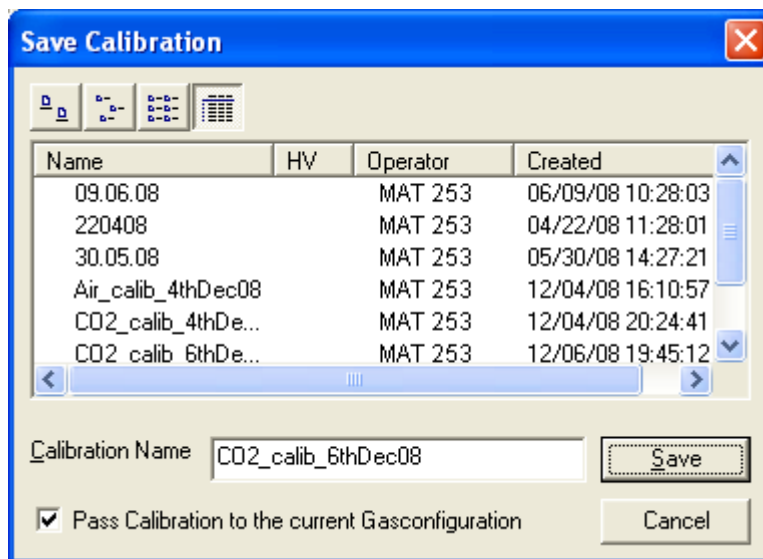 Save Calibration
Name HV Operator Created
09.06.08 MAT 253 06/09/08 10:28:03
220408 MAT 253 04/22/08 11:28:01
30.05.08 MAT 253 05/30/08 14:27:21
Air_calib_4thDec08 MAT 253 12/04/08 16:10:57
CO2_calib_4thDe... MAT 253 12/04/08 20:24:41
CO2_calib_6thDe... MAT 253 12/06/08 19:45:12
Calibration Name CO2_calib_6thDec08 Save
Pass Calibration to the current Gasconfiguration Cancel